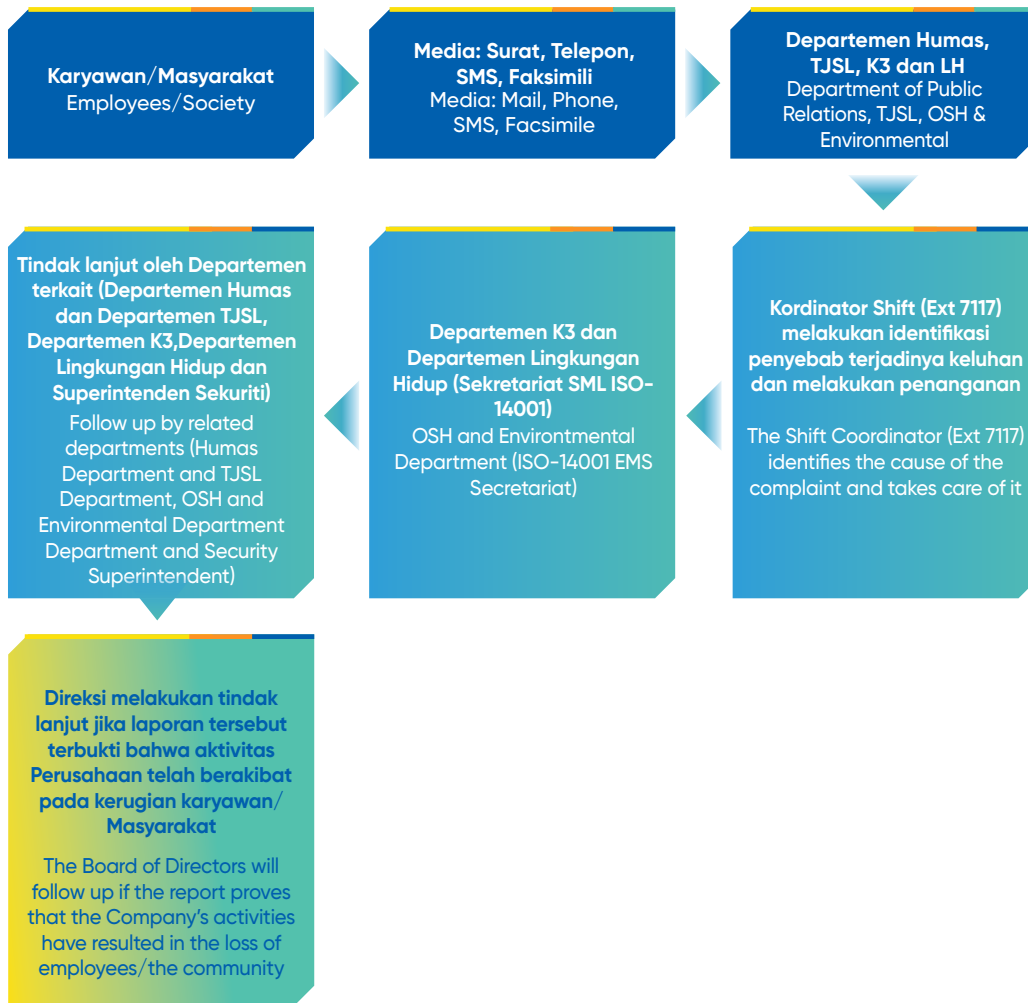 Karyawan/Masyarakat
Employees/Society
Media: Surat, Telepon,
SMS, Faksimili
Media: Mail, Phone,
SMS, Facsimile
Departemen Humas,
TJSL, K3 dan LH
Department of Public
Relations, TJSL, OSH &
Environmental
Kordinator Shift (Ext 7117)
melakukan identifikasi
penyebab terjadinya keluhan
dan melakukan penanganan
The Shift Coordinator (Ext 7117)
identifies the cause of the
complaint and takes care of it
Departemen K3 dan
Departemen Lingkungan
Hidup (Sekretariat SML ISO-
14001)
OSH and Environtmental
Department (ISO-14001 EMS
Secretariat)
Tindak lanjut oleh Departemen
terkait (Departemen Humas
dan Departemen TJSL,
Departemen K3,Departemen
Lingkungan Hidup dan
Superintenden Sekuriti)
Follow up by related
departments (Humas
Department and TJSL
Department, OSH and
Environmental Department
Department and Security
Superintendent)
Direksi melakukan tindak
lanjut jika laporan tersebut
terbukti bahwa aktivitas
Perusahaan telah berakibat
pada kerugian karyawan/
Masyarakat
The Board of Directors will
follow up if the report proves
that the Company's activities
have resulted in the loss of
employees/the community